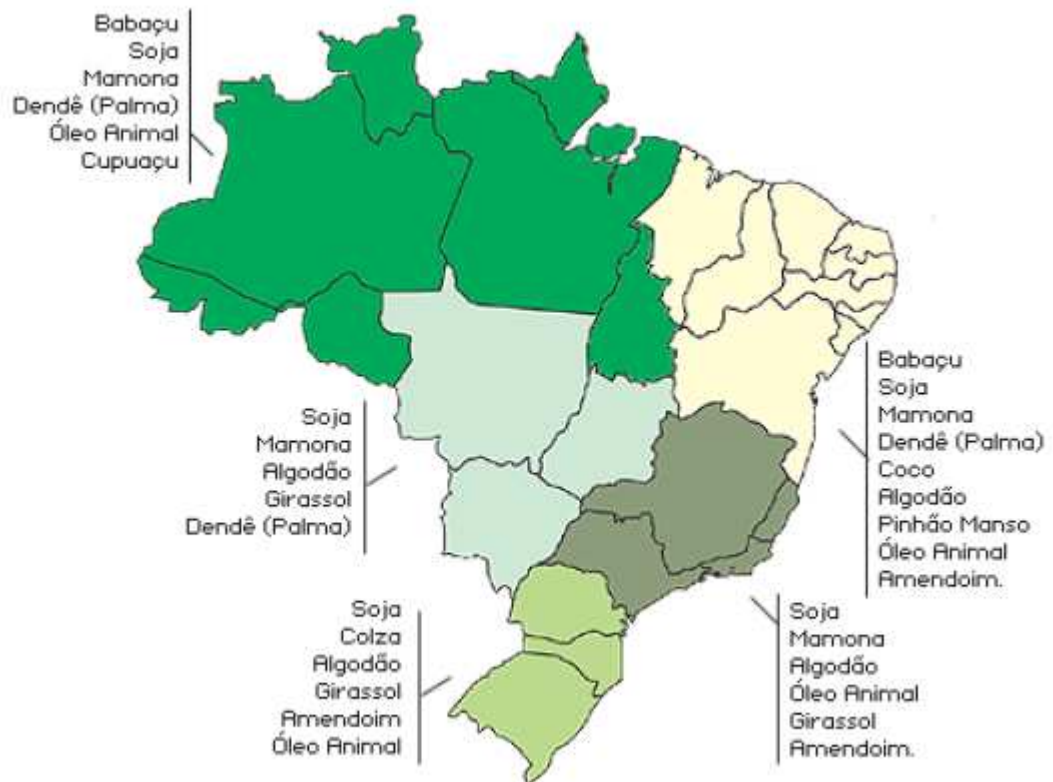 Babaçu
Soja
Mamona
Dendê (Palma)
Óleo Animal
Cupuaçu
Soja
Mamona
Algodão
Girassol
Dendê (Palma)
Babaçu
Soja
Mamona
Dendê (Palma)
Coco
Algodão
Pinhão Manso
Óleo Animal
Amendoim.
Soja
Colza
Algodão
Girassol
Amendoim
Óleo Animal
Soja
Mamona
Algodão
Óleo Animal
Girassol
Amendoim.